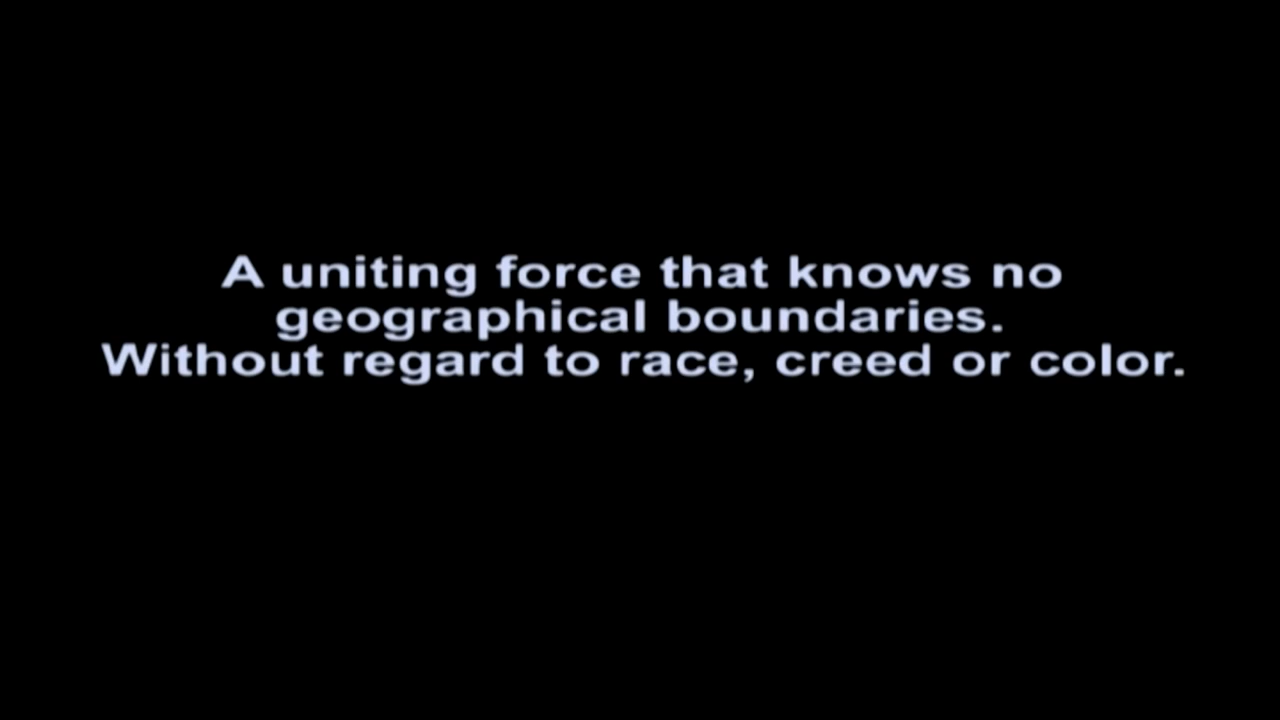 A uniting force that knows no
geographical boundaries.
Without regard to race, creed or color.